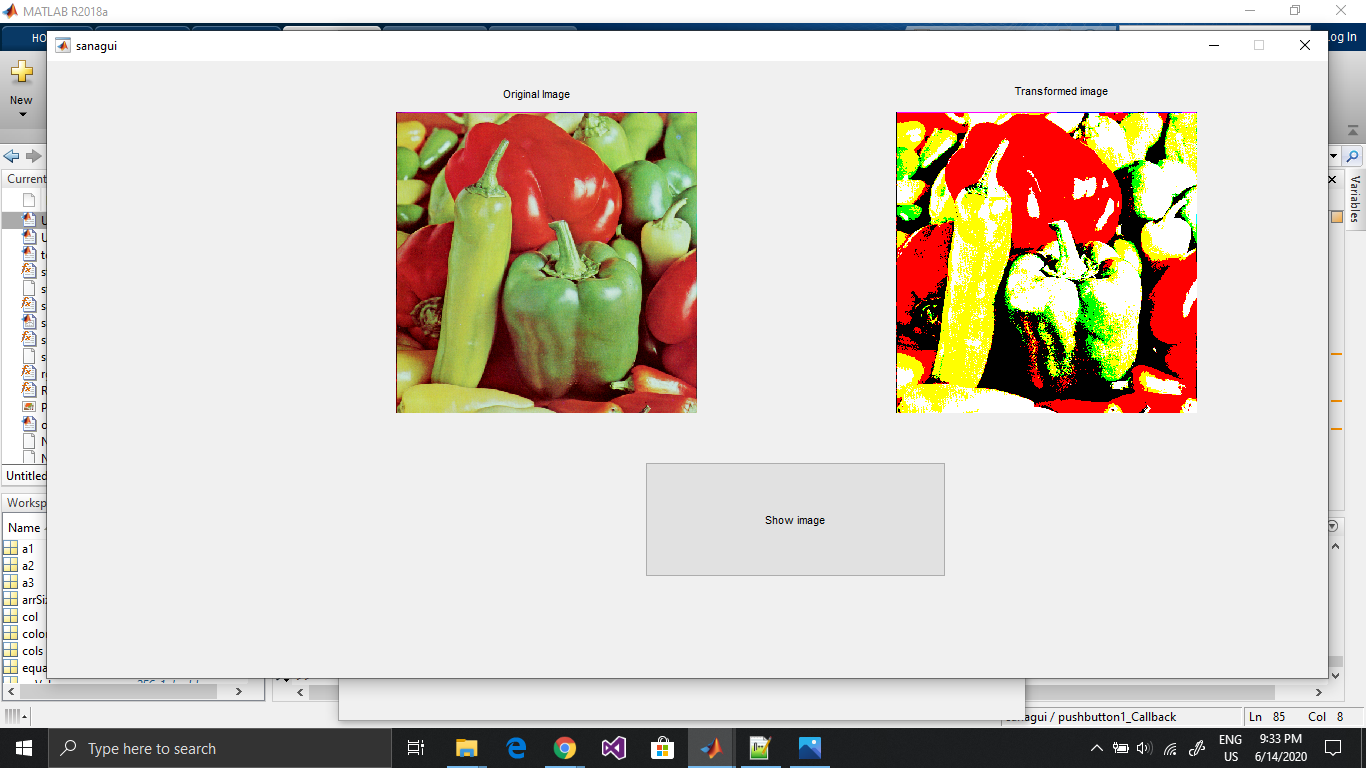 MATLAB R2018a
HO
og In
sanagui
New
Original Image
Transformed image
Current
Variables
Untitled
Worksp
Name
a1
a2
a3
arrSiz
col
color
cols
equa
Show image
sanagui / pushbutton1_Callback
Ln 85 Col 8
Type here to search
ENG
US
9:33 PM
6/14/2020